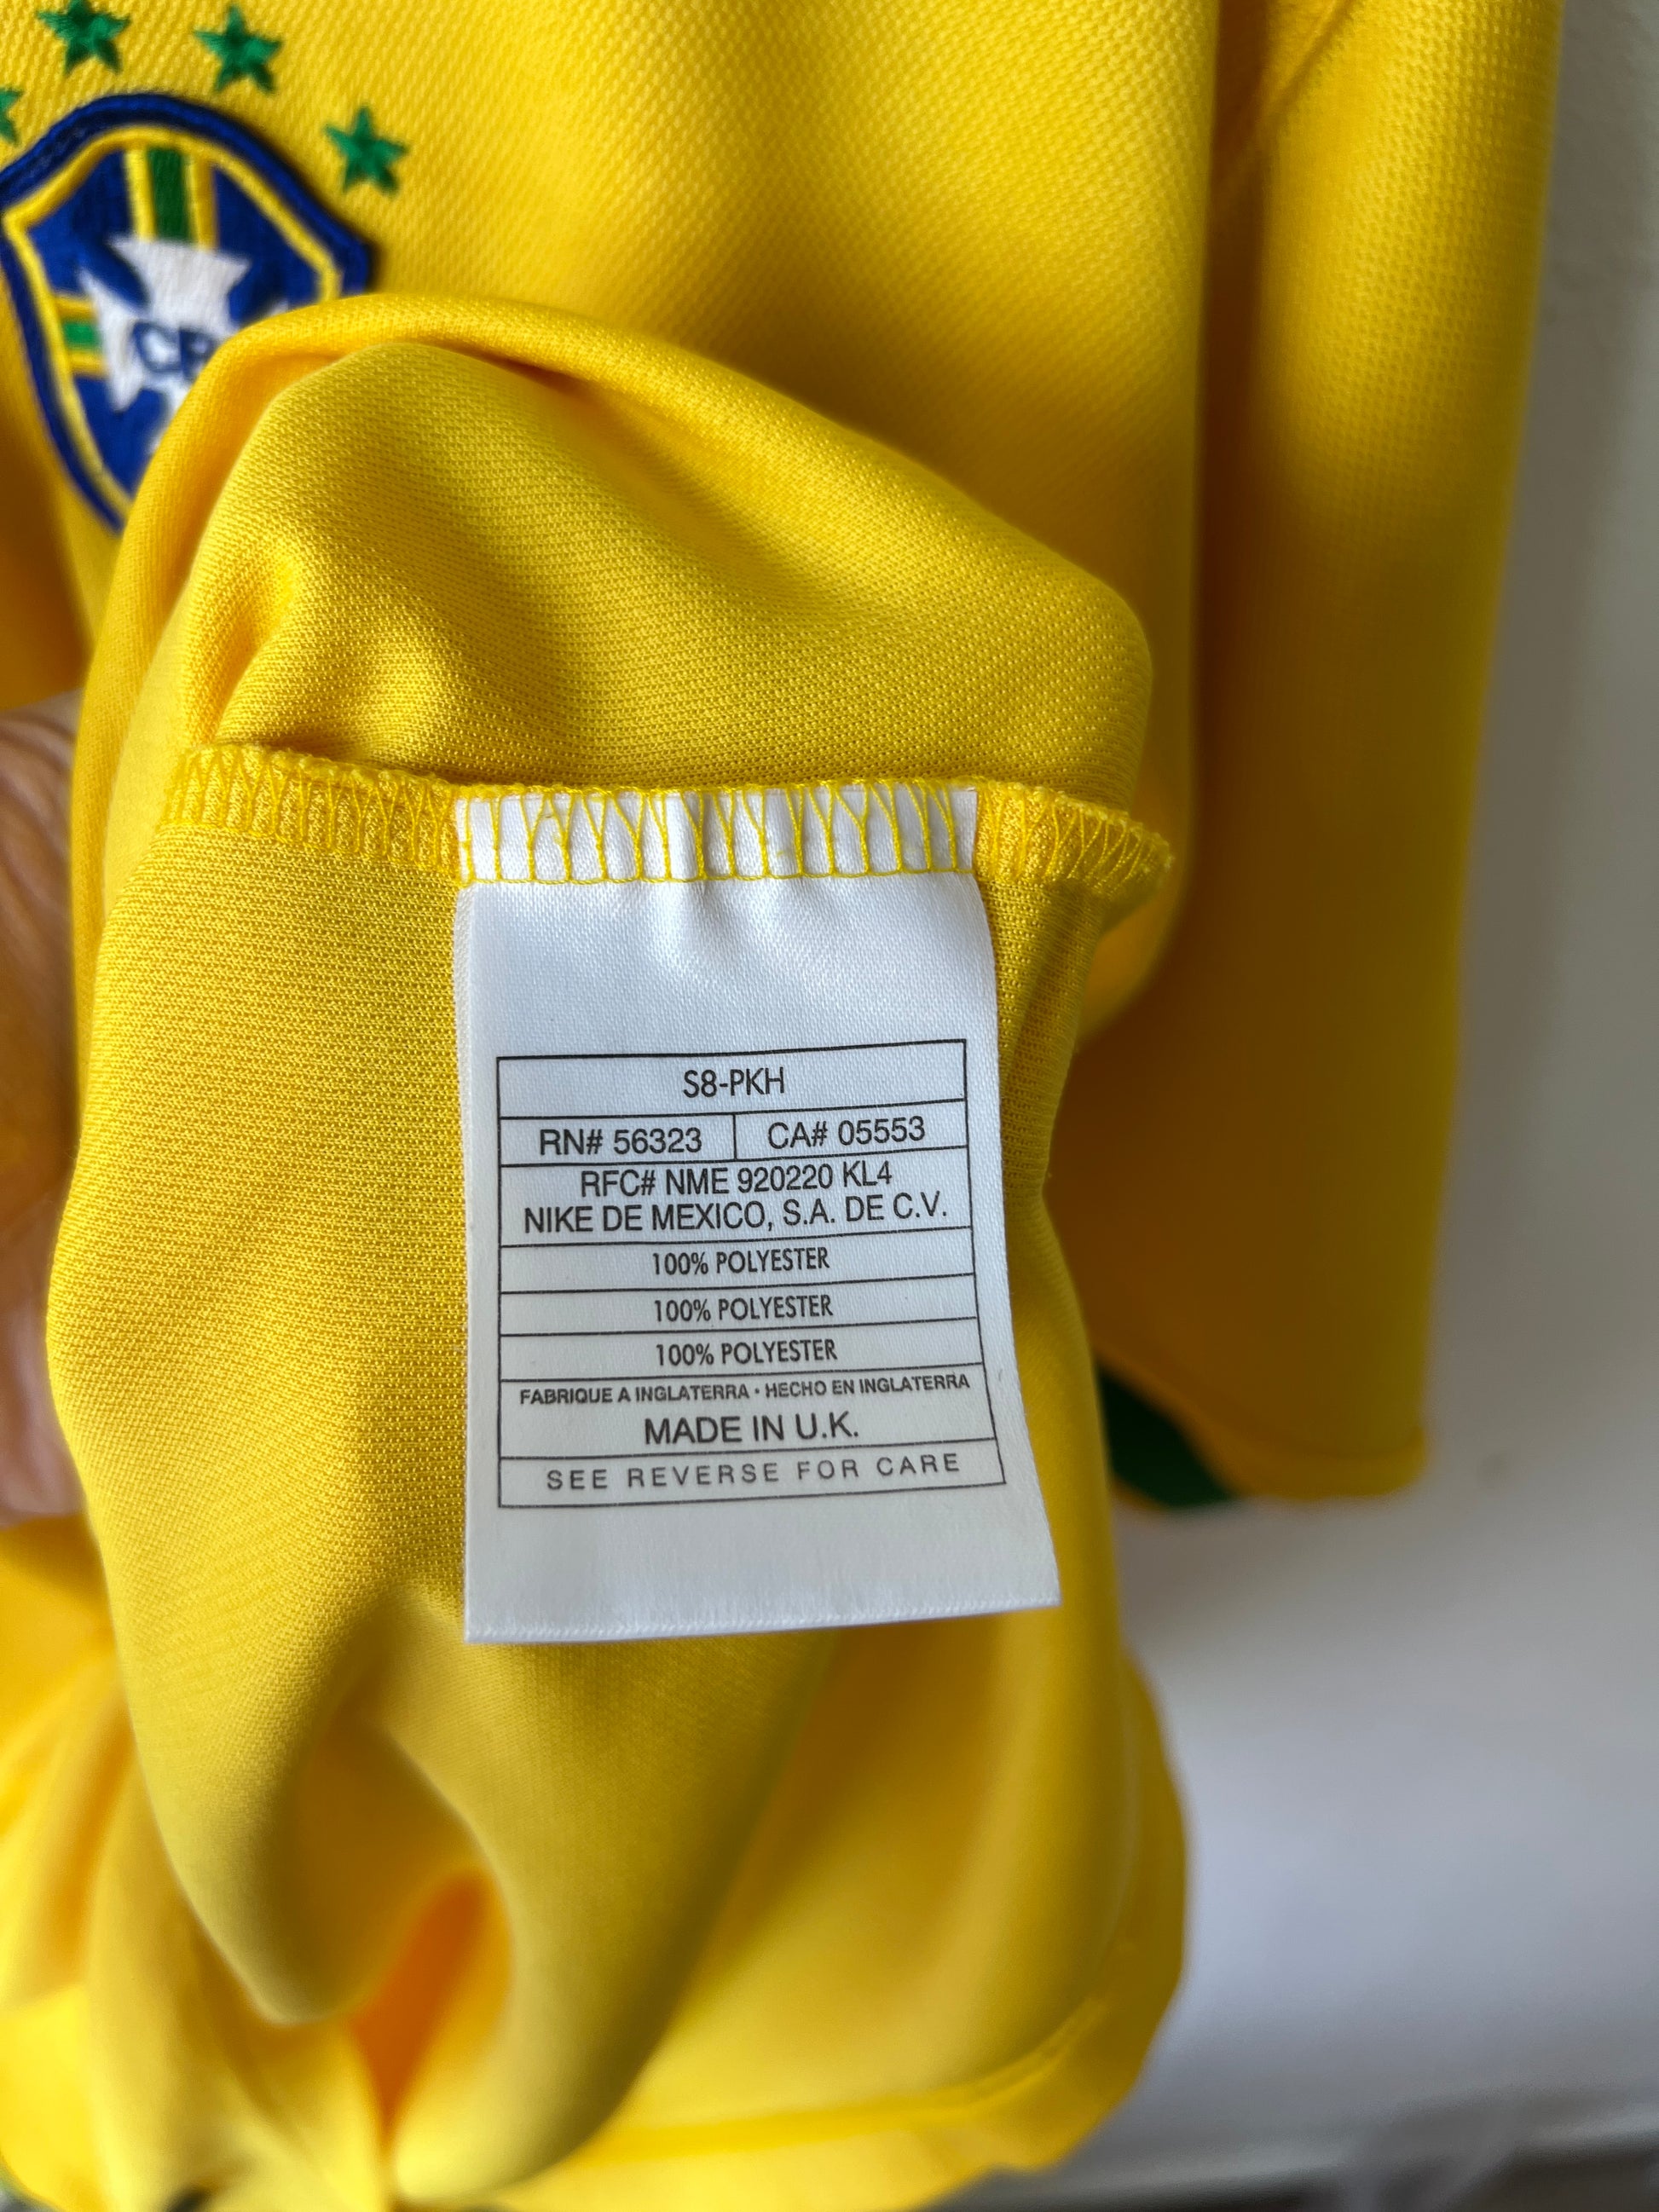 S8-PKH
RN# 56323 CA# 05553
RFC# NME 920220 KL4
NIKE DE MEXICO, S.A. DE C.V.
100% POLYESTER
100% POLYESTER
100% POLYESTER
FABRIQUE A INGLATERRA • HECHO EN INGLATERRA
MADE IN U.K.
SEE REVERSE FOR CARE